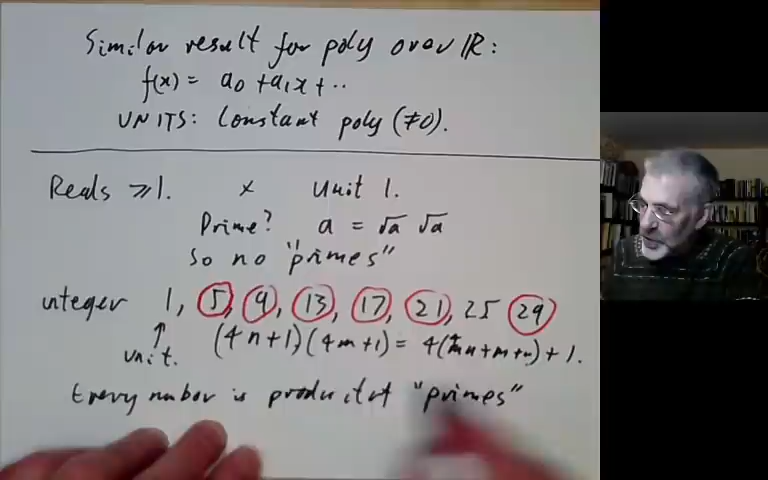 Similar result for poly over ℝ:
f(x) = a₀ + a₁x + ··
UNITS: Constant poly (≠0).
Reals ⩾1. × Unit 1.
Prime? a = √a √a
So no "primes"
integer 1, 5, 9, 13, 17, 21, 25 29
↑ (4n+1)(4m+1) = 4(4mn+m+n)+1.
unit.
Every number is product of "primes"